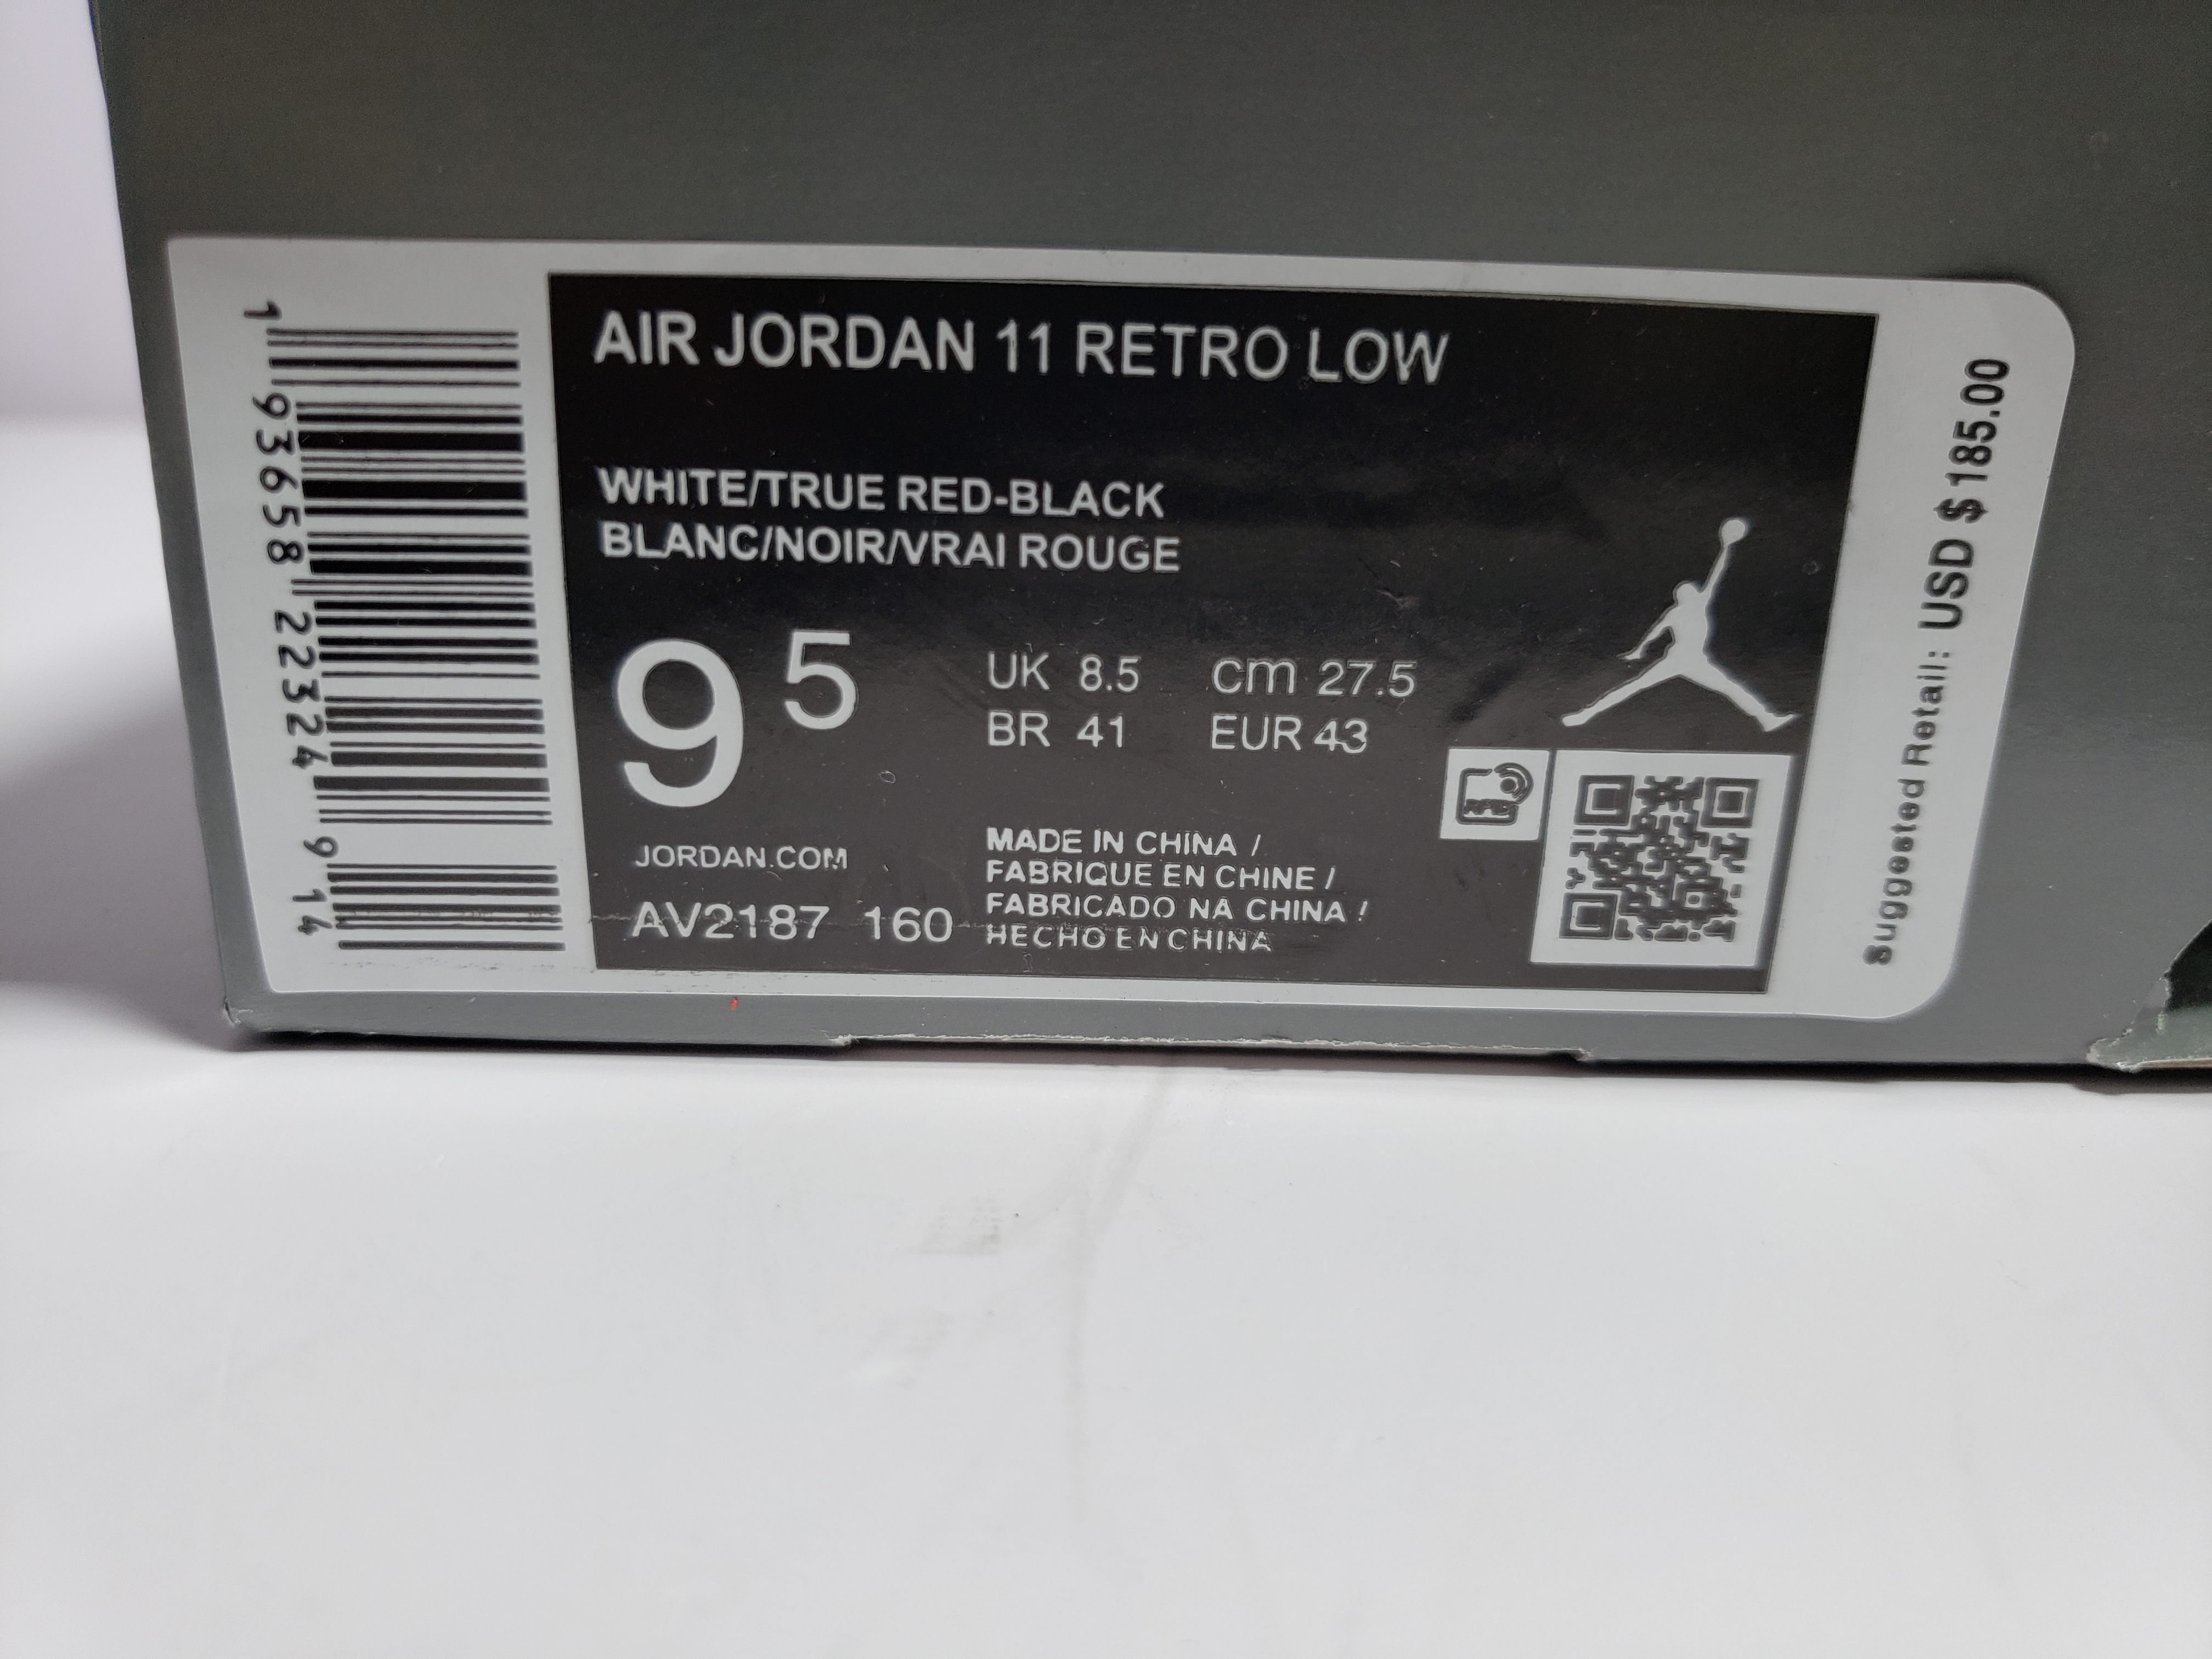 AIR JORDAN 11 RETRO LOW
WHITE/TRUE RED-BLACK
BLANC/NOIR/VRAI ROUGE
9 5
UK 8.5 cm 27.5
BR 41 EUR 43
JORDAN.COM
AV2187 160
MADE IN CHINA /
FABRIQUE EN CHINE /
FABRICADO NA CHINA /
HECHO EN CHINA
RFID
1 93658 22324 9 14
Suggested Retail: USD $185.00